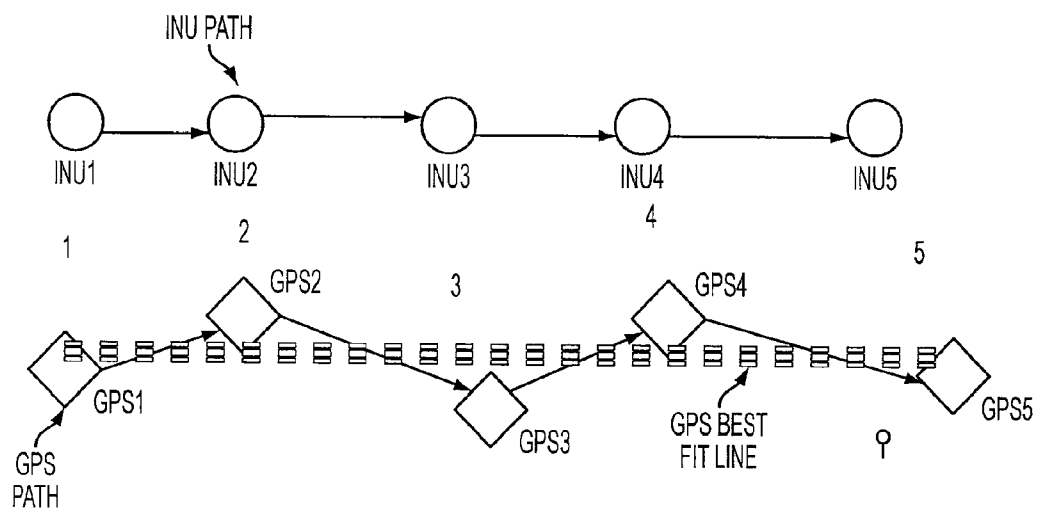 INU PATH
INU1
INU2
INU3
INU4
INU5
1
2
3
4
5
GPS1
GPS2
GPS3
GPS4
GPS5
GPS
PATH
GPS BEST
FIT LINE